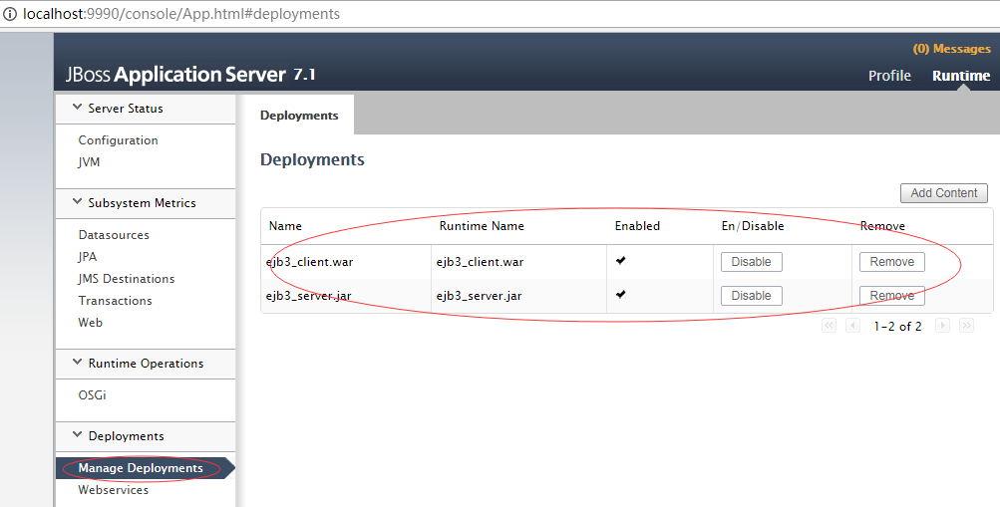 localhost:9990/console/App.html#deployments
(0) Messages
JBoss Application Server 7.1
Profile Runtime
Server Status
Configuration
JVM
Subsystem Metrics
Datasources
JPA
JMS Destinations
Transactions
Web
Runtime Operations
OSGi
Deployments
Manage Deployments
Webservices
Deployments
Deployments
Add Content
Name Runtime Name Enabled En/Disable Remove
ejb3_client.war ejb3_client.war Disable Remove
ejb3_server.jar ejb3_server.jar Disable Remove
1-2 of 2